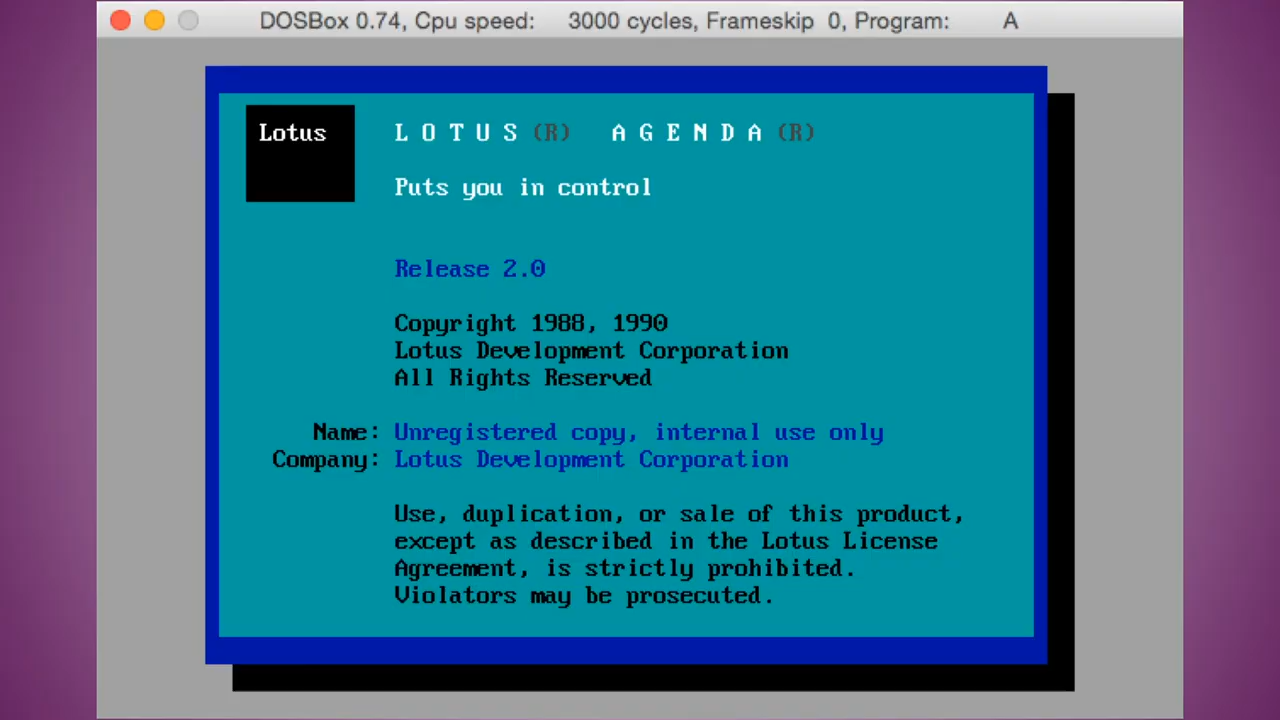 DOSBox 0.74, Cpu speed: 3000 cycles, Frameskip 0, Program: A
Lotus
LOTUS(R) AGENDA(R)
Puts you in control
Release 2.0
Copyright 1988, 1990
Lotus Development Corporation
All Rights Reserved
Name: Unregistered copy, internal use only
Company: Lotus Development Corporation
Use, duplication, or sale of this product,
except as described in the Lotus License
Agreement, is strictly prohibited.
Violators may be prosecuted.